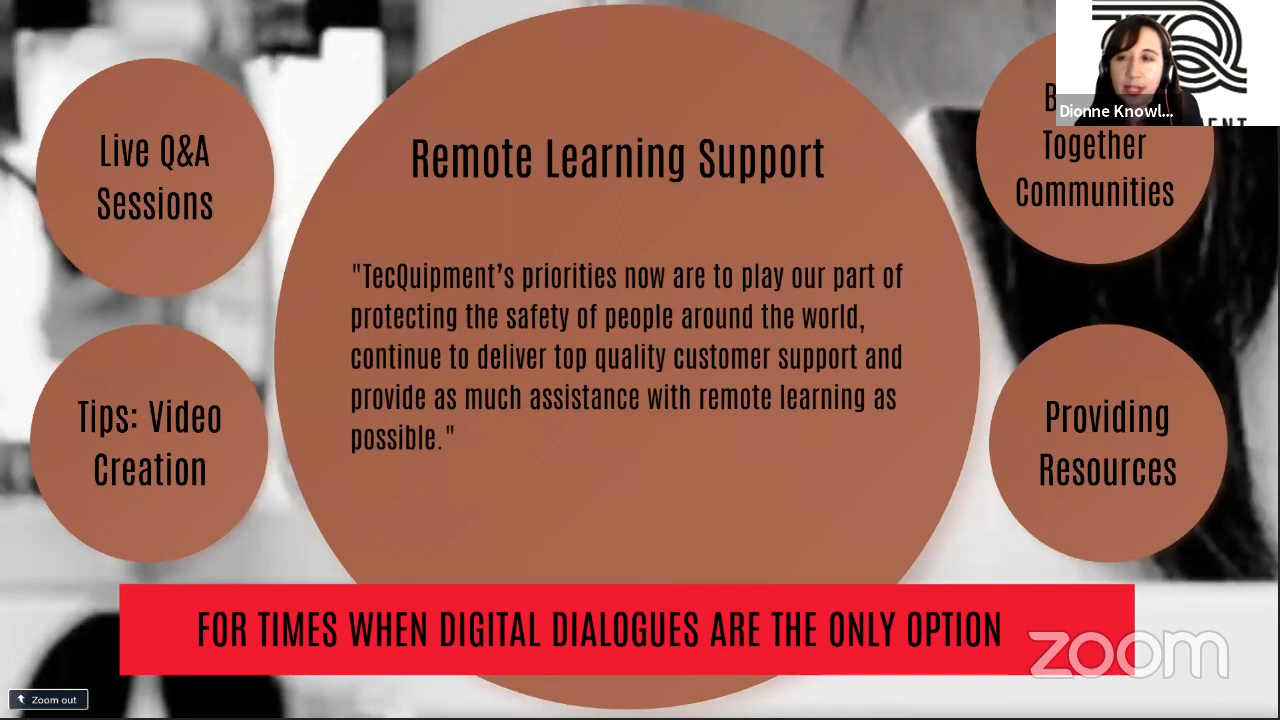 Live Q&A
Sessions
Remote Learning Support
Together
Communities
Dionne Knowl...
"TecQuipment’s priorities now are to play our part of
protecting the safety of people around the world,
continue to deliver top quality customer support and
provide as much assistance with remote learning as
possible."
Tips: Video
Creation
Providing
Resources
FOR TIMES WHEN DIGITAL DIALOGUES ARE THE ONLY OPTION
zoom
Zoom out